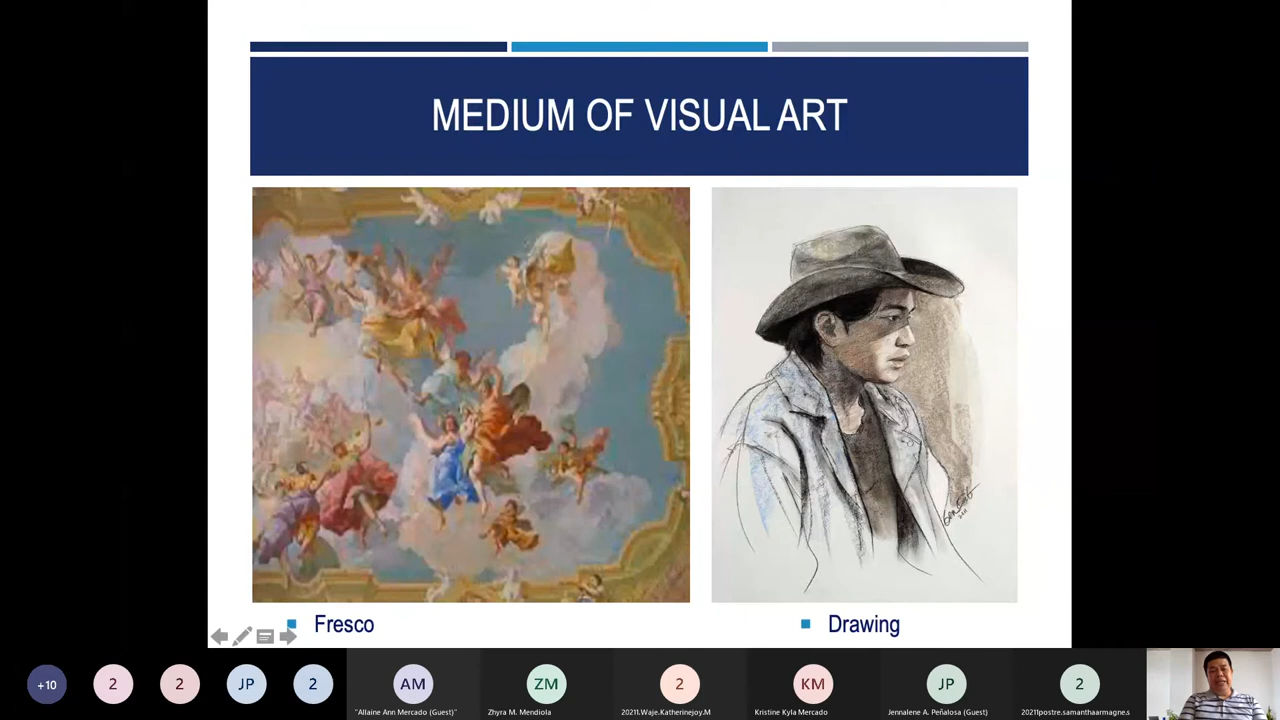 MEDIUM OF VISUAL ART
Fresco
Drawing
+10
2
2
JP
2
AM
ZM
2
KM
JP
2
"Allaine Ann Mercado (Guest)"
Zhyra M. Mendiola
20211.Waje.Katherinejoy.M
Kristine Kyla Mercado
Jennalene A. Peñalosa (Guest)
20211postre.samanthaarmagne.s